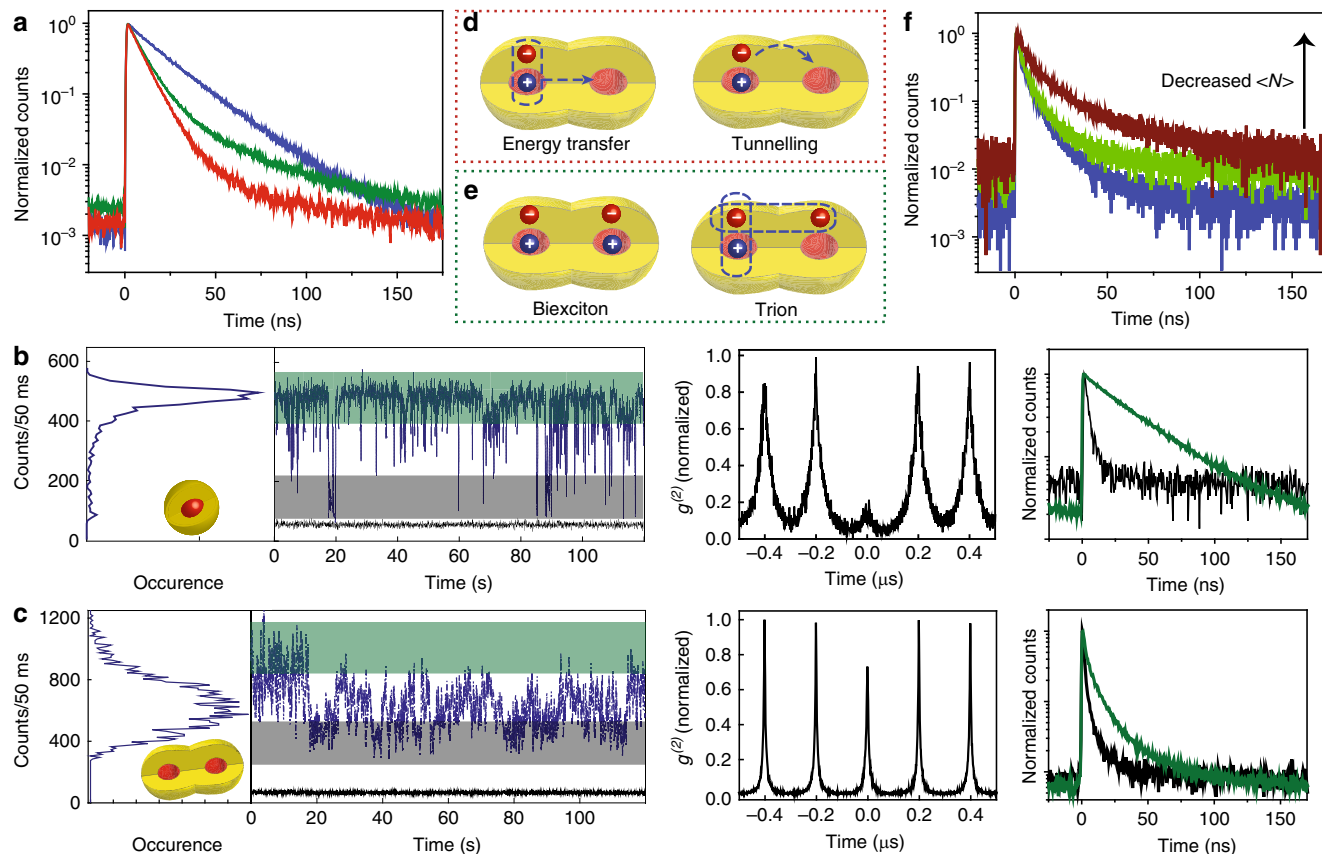 a
Normalized counts
10⁰
10⁻¹
10⁻²
10⁻³
0
50
100
150
Time (ns)
d
−
+
Energy transfer
−
+
Tunnelling
e
−
−
+
+
Biexciton
−
−
+
Trion
f
Normalized counts
10⁰
10⁻¹
10⁻²
10⁻³
Decreased <N>
0
50
100
150
Time (ns)
b
Counts/50 ms
600
400
200
0
Occurence
0 20 40 60 80 100
Time (s)
g(2) (normalized)
1.0
0.8
0.6
0.4
0.2
0.0
−0.4 −0.2 0.0 0.2 0.4
Time (μs)
Normalized counts
0 50 100 150
Time (ns)
c
Counts/50 ms
1200
800
400
0
Occurence
0 20 40 60 80 100
Time (s)
g(2) (normalized)
1.0
0.8
0.6
0.4
0.2
0.0
−0.4 −0.2 0.0 0.2 0.4
Time (μs)
Normalized counts
0 50 100 150
Time (ns)